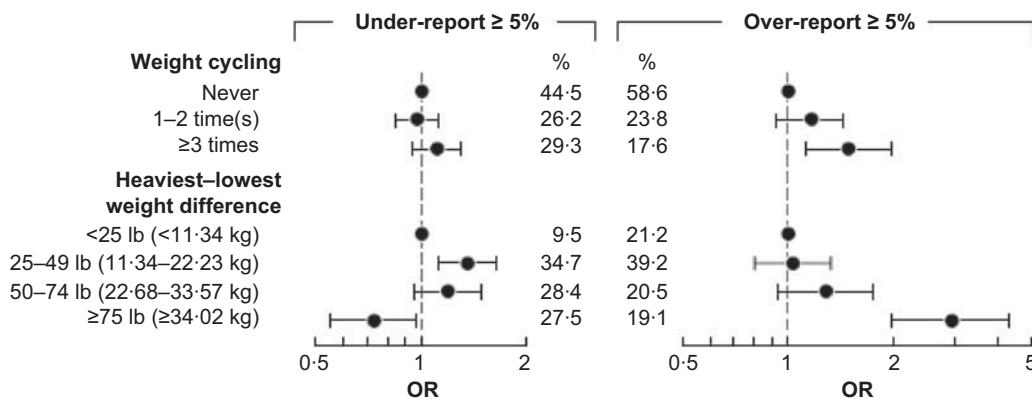 Under-report ≥ 5% Over-report ≥ 5%
Weight cycling % %
Never 44·5 58·6
1–2 time(s) 26·2 23·8
≥3 times 29·3 17·6
Heaviest–lowest
weight difference
<25 lb (<11·34 kg) 9·5 21·2
25–49 lb (11·34–22·23 kg) 34·7 39·2
50–74 lb (22·68–33·57 kg) 28·4 20·5
≥75 lb (≥34·02 kg) 27·5 19·1
0·5 1 2 0·5 1 2 5
OR OR